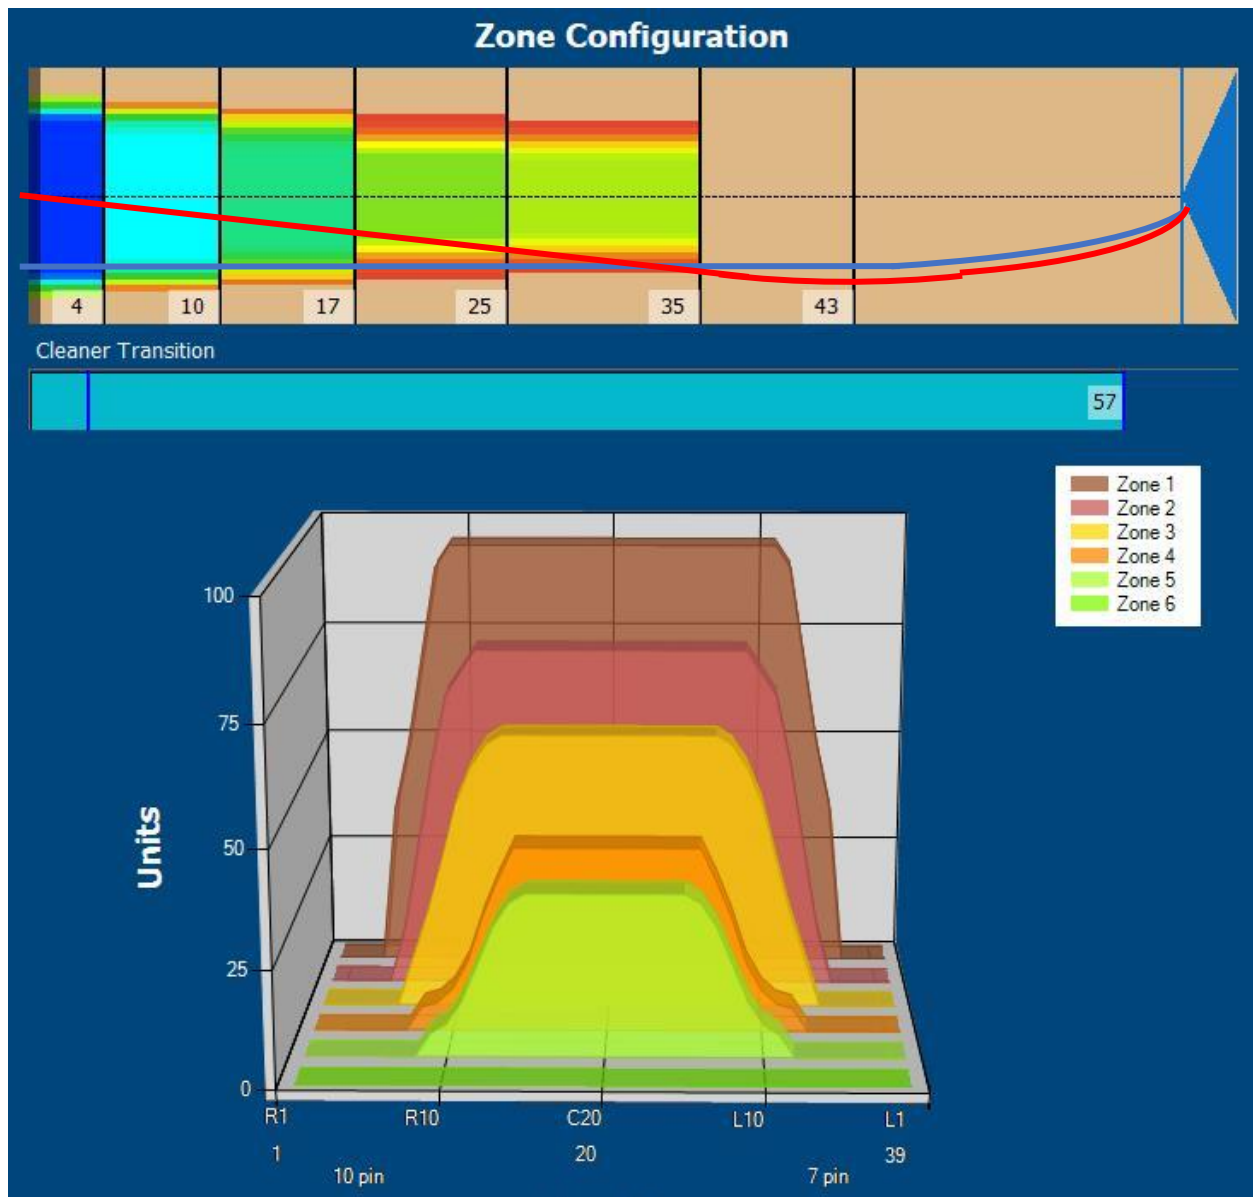 Zone Configuration
4 10 17 25 35 43
Cleaner Transition
57
Zone 1
Zone 2
Zone 3
Zone 4
Zone 5
Zone 6
100
75
50
25
0
Units
R1 R10 C20 L10 L1
1 20 39
10 pin 7 pin